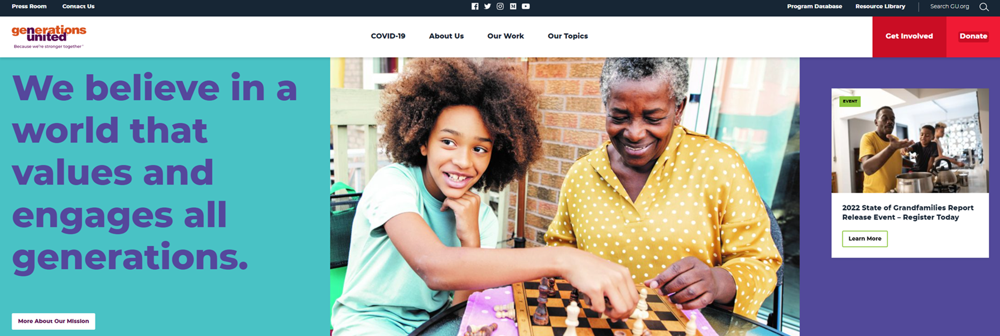 Press Room
Contact Us
Program Database
Resource Library
Search GU.org
generations
united
Because we're stronger together™
COVID-19
About Us
Our Work
Our Topics
Get Involved
Donate
We believe in a
world that
values and
engages all
generations.
More About Our Mission
EVENT
2022 State of Grandfamilies Report
Release Event – Register Today
Learn More